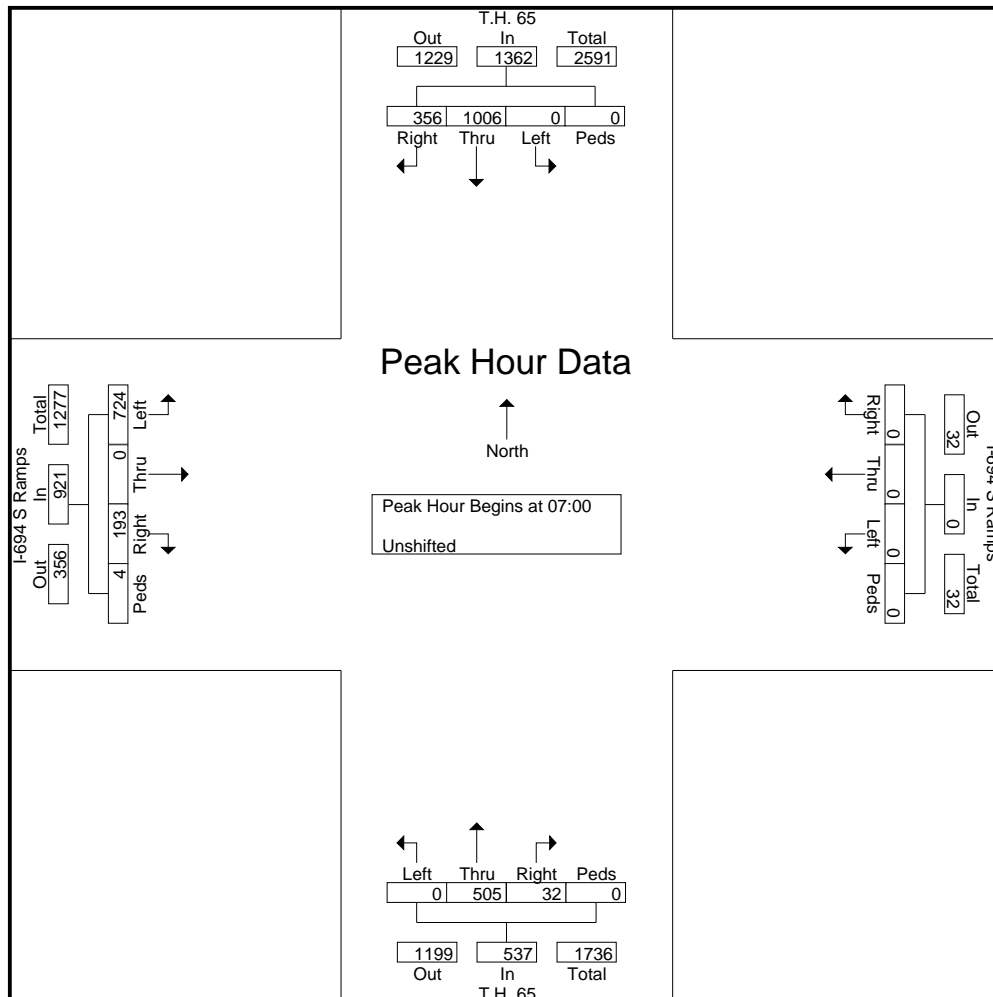 T.H. 65
Out In Total
1229 1362 2591
356 1006 0 0
Right Thru Left Peds
Peak Hour Data
North
Peak Hour Begins at 07:00
Unshifted
I-694 S Ramps
Out In Total
356 921 1277
4 193 0 724
Peds Right Thru Left
I-694 S Ramps
Out In Total
32 0 32
0 0 0 0
Right Thru Left Peds
Left Thru Right Peds
0 505 32 0
1199 537 1736
Out In Total
T.H. 65